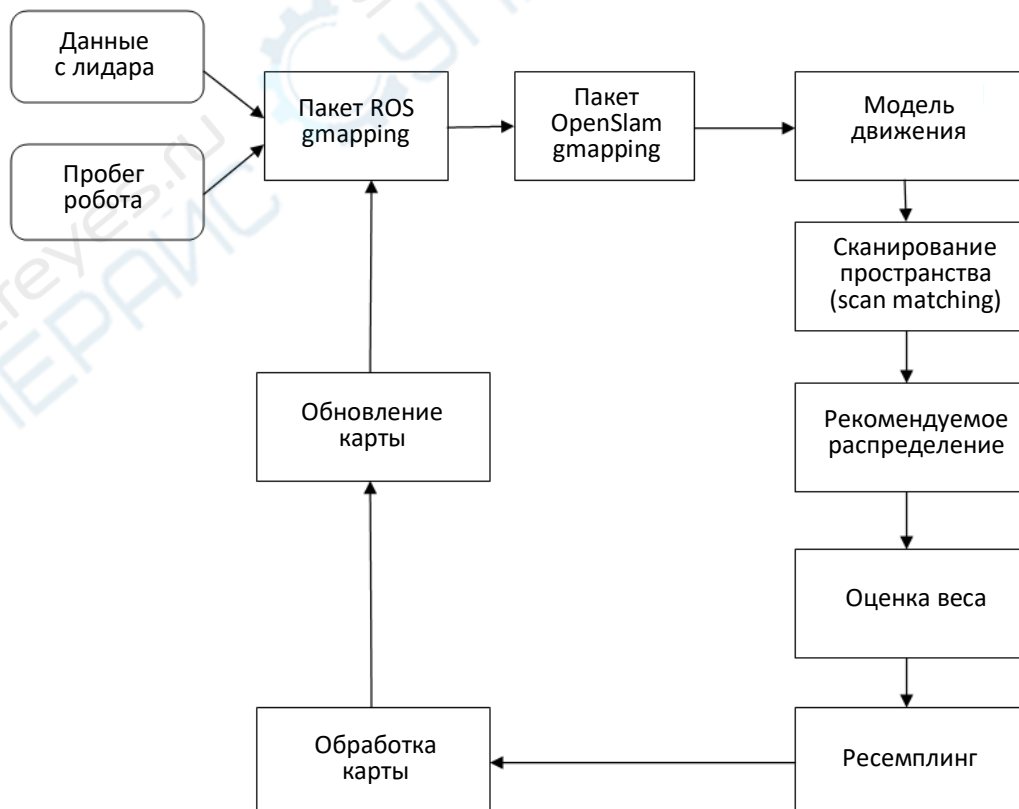 Данные
с лидара
Пробег
робота
Пакет ROS
gmapping
Пакет
OpenSlam
gmapping
Модель
движения
Сканирование
пространства
(scan matching)
Рекомендуемое
распределение
Оценка веса
Ресемплинг
Обработка
карты
Обновление
карты